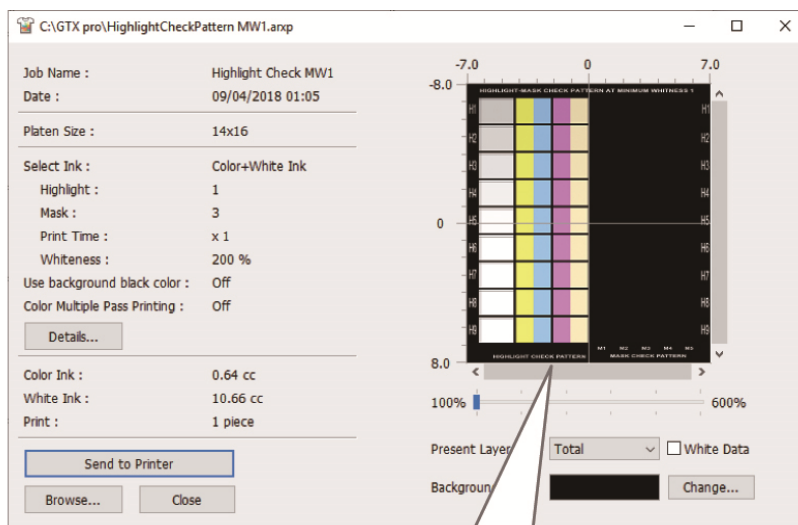 C:\GTX pro\HighlightCheckPattern MW1.arxp
Job Name : Highlight Check MW1
Date : 09/04/2018 01:05
Platen Size : 14x16
Select Ink : Color+White Ink
Highlight : 1
Mask : 3
Print Time : x 1
Whiteness : 200 %
Use background black color : Off
Color Multiple Pass Printing : Off
Details...
Color Ink : 0.64 cc
White Ink : 10.66 cc
Print : 1 piece
Send to Printer
Browse... Close
-7.0 0 7.0
-8.0
HIGHLIGHT-MASK CHECK PATTERN AT MINIMUM WHITNESS 1
H1 H1
H2 H2
H3 H3
H4 H4
0
H5 H5
H6 H6
H7 H7
H8 H8
H9 H9
M1 M2 M3 M4 M5
HIGHLIGHT CHECK PATTERN MASK CHECK PATTERN
8.0
100% 600%
Present Layer Total White Data
Backgroun Change...